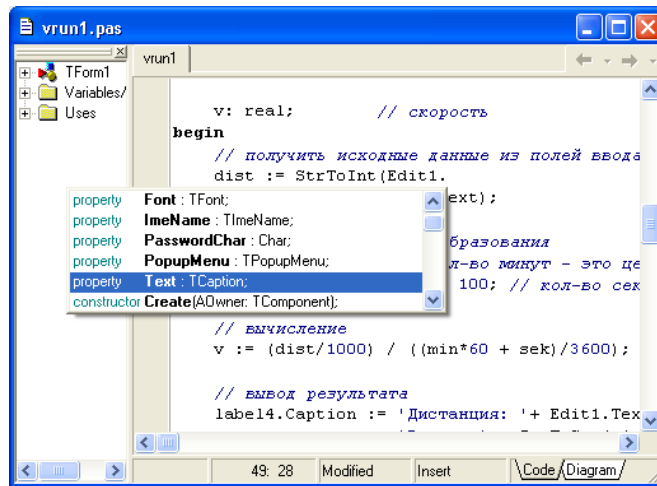 vrun1.pas
TForm1
Variables/
Uses
vrun1
v: real; // скорость
begin
// получить исходные данные из полей ввода
dist := StrToInt(Edit1.
property Font : TFont;
property ImeName : TImeName;
property PasswordChar : Char;
property PopupMenu : TPopupMenu;
property Text : TCaption;
constructor Create(AOwner: TComponent);
ext);
бразования
л-во минут - это це
100; // кол-во сек
// вычисление
v := (dist/1000) / ((min*60 + sek)/3600);
// вывод результата
label4.Caption := 'Дистанция: '+ Edit1.Tex
49: 28 Modified Insert Code Diagram